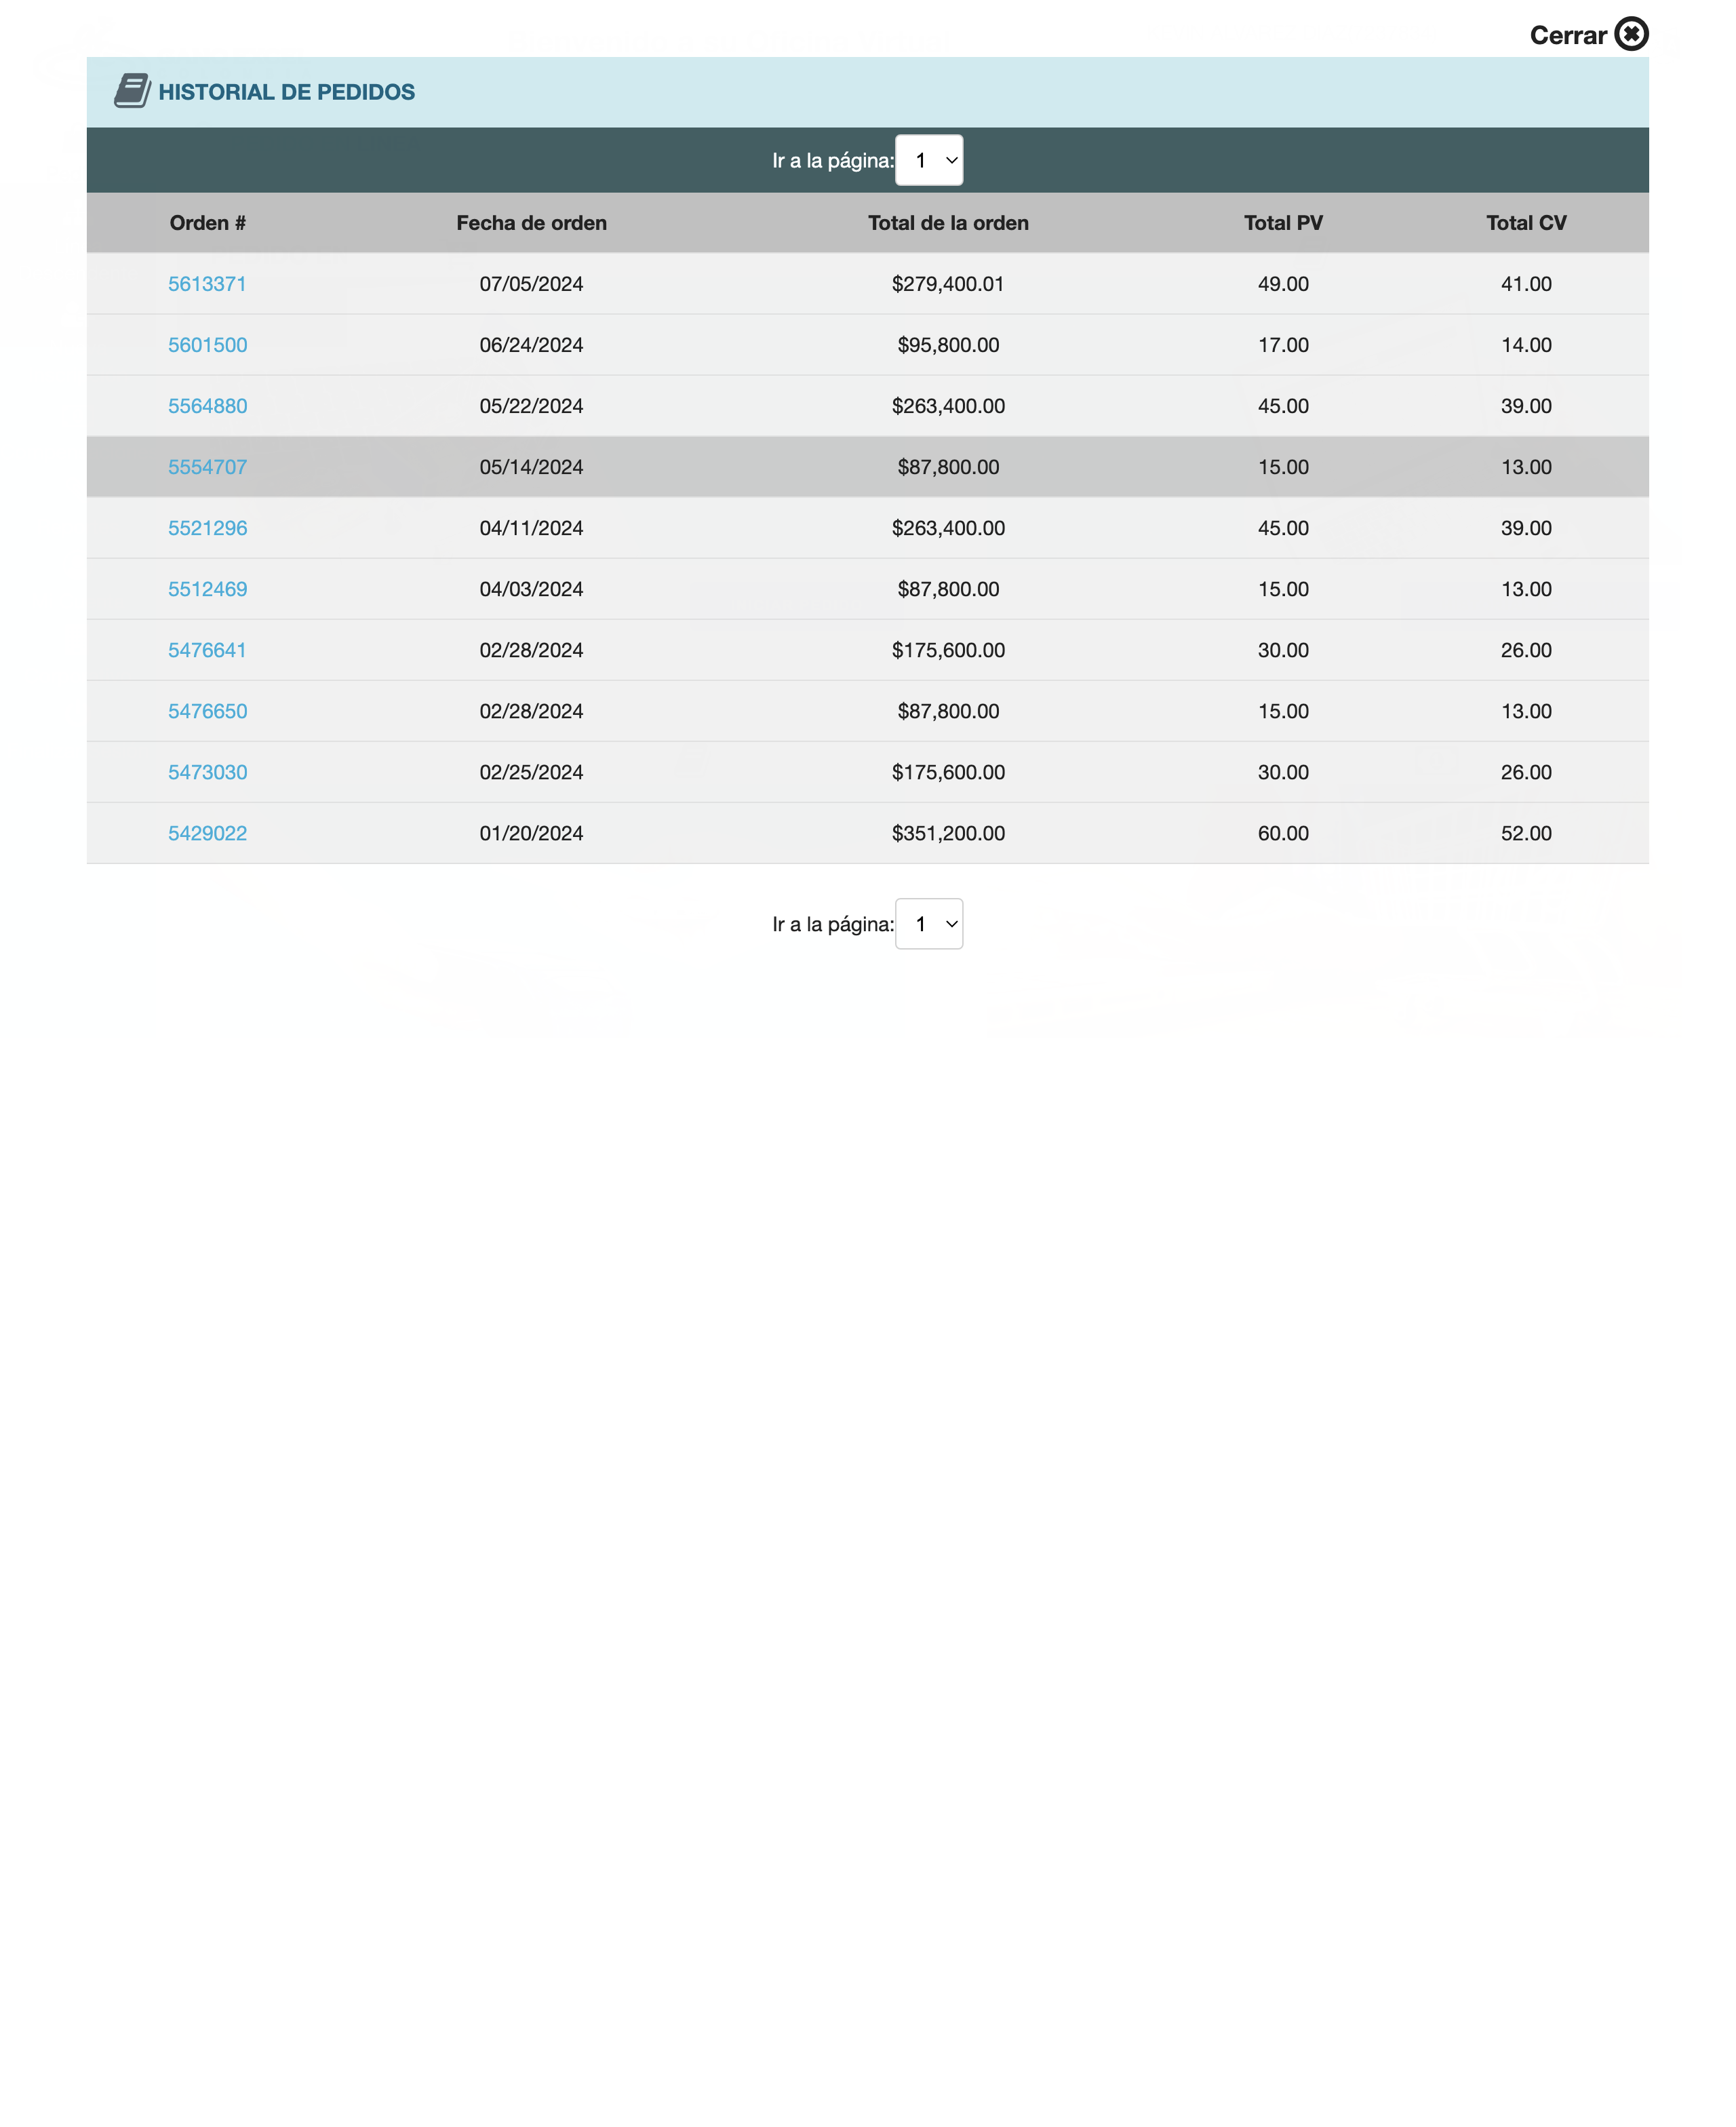 Cerrar
HISTORIAL DE PEDIDOS
Ir a la página: 1
Orden # Fecha de orden Total de la orden Total PV Total CV
5613371 07/05/2024 $279,400.01 49.00 41.00
5601500 06/24/2024 $95,800.00 17.00 14.00
5564880 05/22/2024 $263,400.00 45.00 39.00
5554707 05/14/2024 $87,800.00 15.00 13.00
5521296 04/11/2024 $263,400.00 45.00 39.00
5512469 04/03/2024 $87,800.00 15.00 13.00
5476641 02/28/2024 $175,600.00 30.00 26.00
5476650 02/28/2024 $87,800.00 15.00 13.00
5473030 02/25/2024 $175,600.00 30.00 26.00
5429022 01/20/2024 $351,200.00 60.00 52.00
Ir a la página: 1